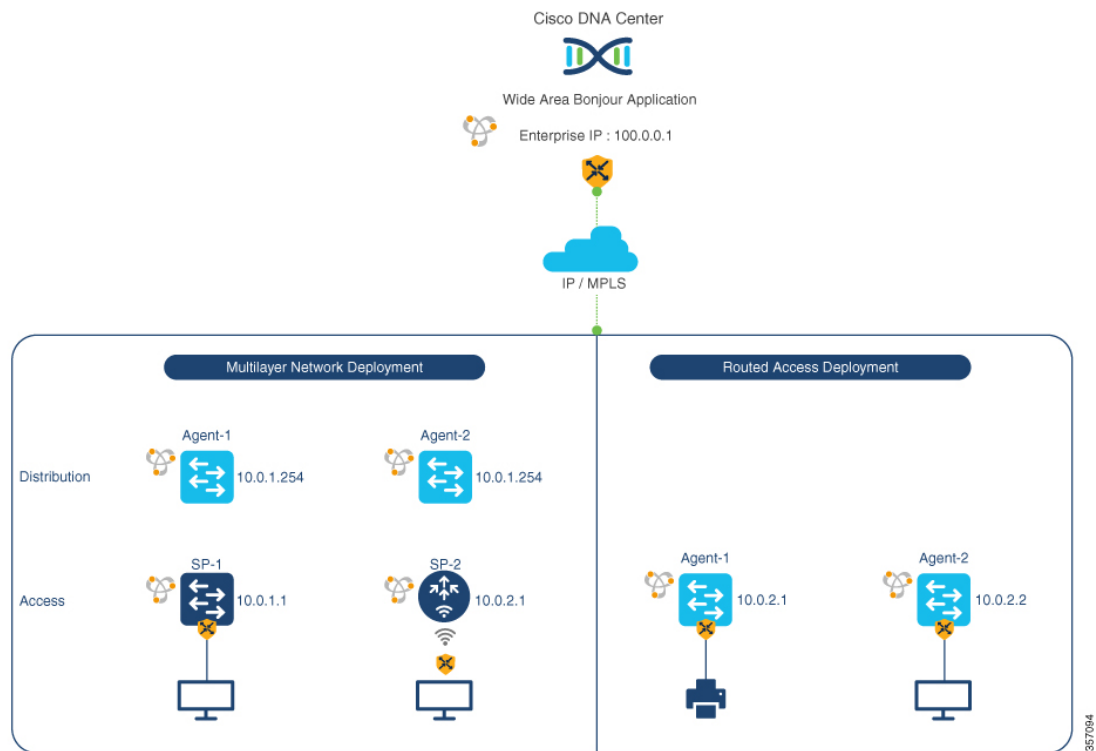 Cisco DNA Center
Wide Area Bonjour Application
Enterprise IP : 100.0.0.1
IP / MPLS
Multilayer Network Deployment
Routed Access Deployment
Agent-1
Agent-2
Distribution
10.0.1.254
10.0.1.254
SP-1
SP-2
Agent-1
Agent-2
Access
10.0.1.1
10.0.2.1
10.0.2.1
10.0.2.2
357094